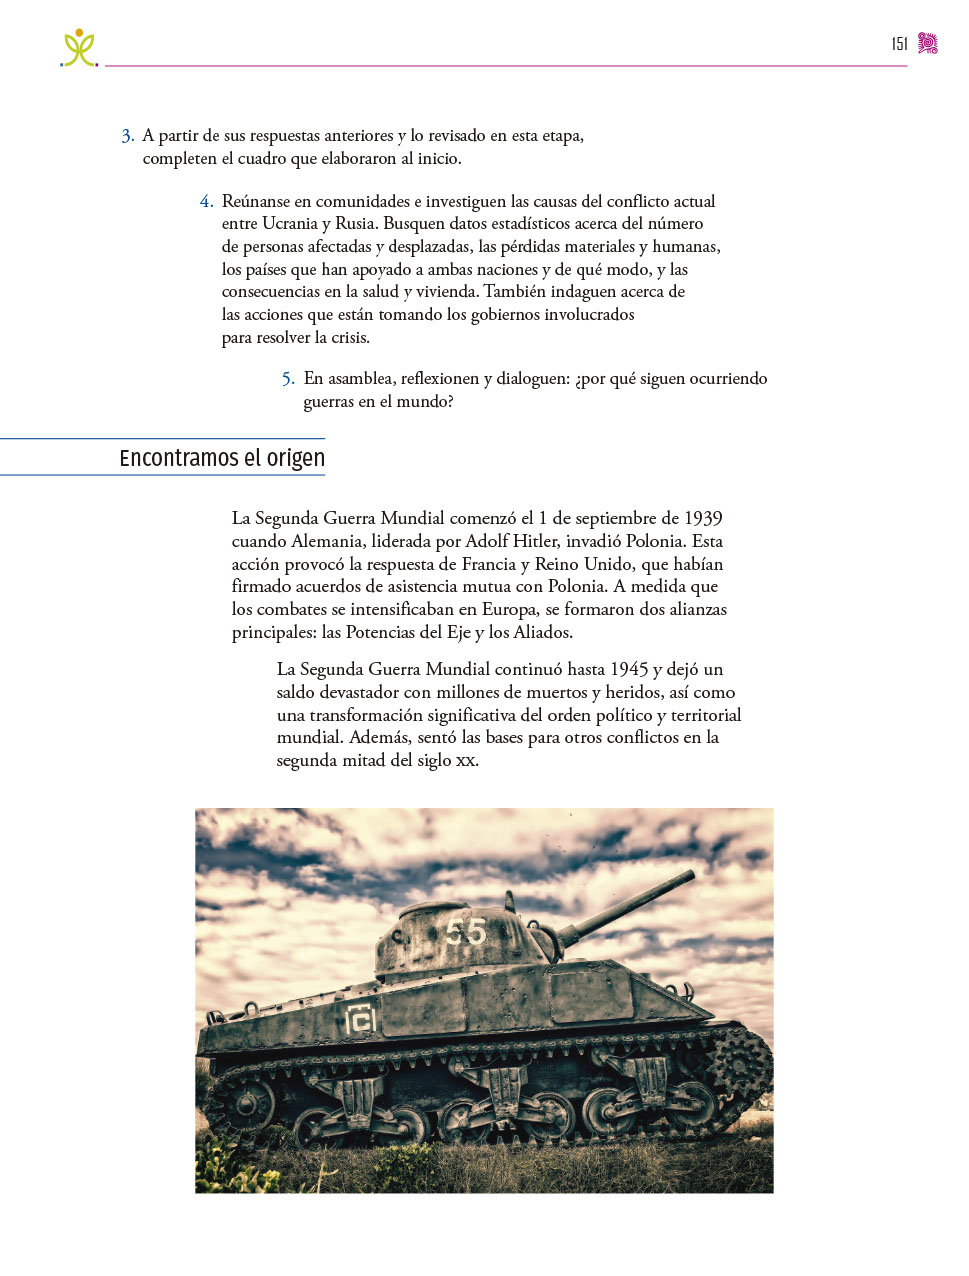 151
3. A partir de sus respuestas anteriores y lo revisado en esta etapa,
completen el cuadro que elaboraron al inicio.
4. Reúnanse en comunidades e investiguen las causas del conflicto actual
entre Ucrania y Rusia. Busquen datos estadísticos acerca del número
de personas afectadas y desplazadas, las pérdidas materiales y humanas,
los países que han apoyado a ambas naciones y de qué modo, y las
consecuencias en la salud y vivienda. También indaguen acerca de
las acciones que están tomando los gobiernos involucrados
para resolver la crisis.
5. En asamblea, reflexionen y dialoguen: ¿por qué siguen ocurriendo
guerras en el mundo?
Encontramos el origen
La Segunda Guerra Mundial comenzó el 1 de septiembre de 1939
cuando Alemania, liderada por Adolf Hitler, invadió Polonia. Esta
acción provocó la respuesta de Francia y Reino Unido, que habían
firmado acuerdos de asistencia mutua con Polonia. A medida que
los combates se intensificaban en Europa, se formaron dos alianzas
principales: las Potencias del Eje y los Aliados.
La Segunda Guerra Mundial continuó hasta 1945 y dejó un
saldo devastador con millones de muertos y heridos, así como
una transformación significativa del orden político y territorial
mundial. Además, sentó las bases para otros conflictos en la
segunda mitad del siglo XX.
55
C